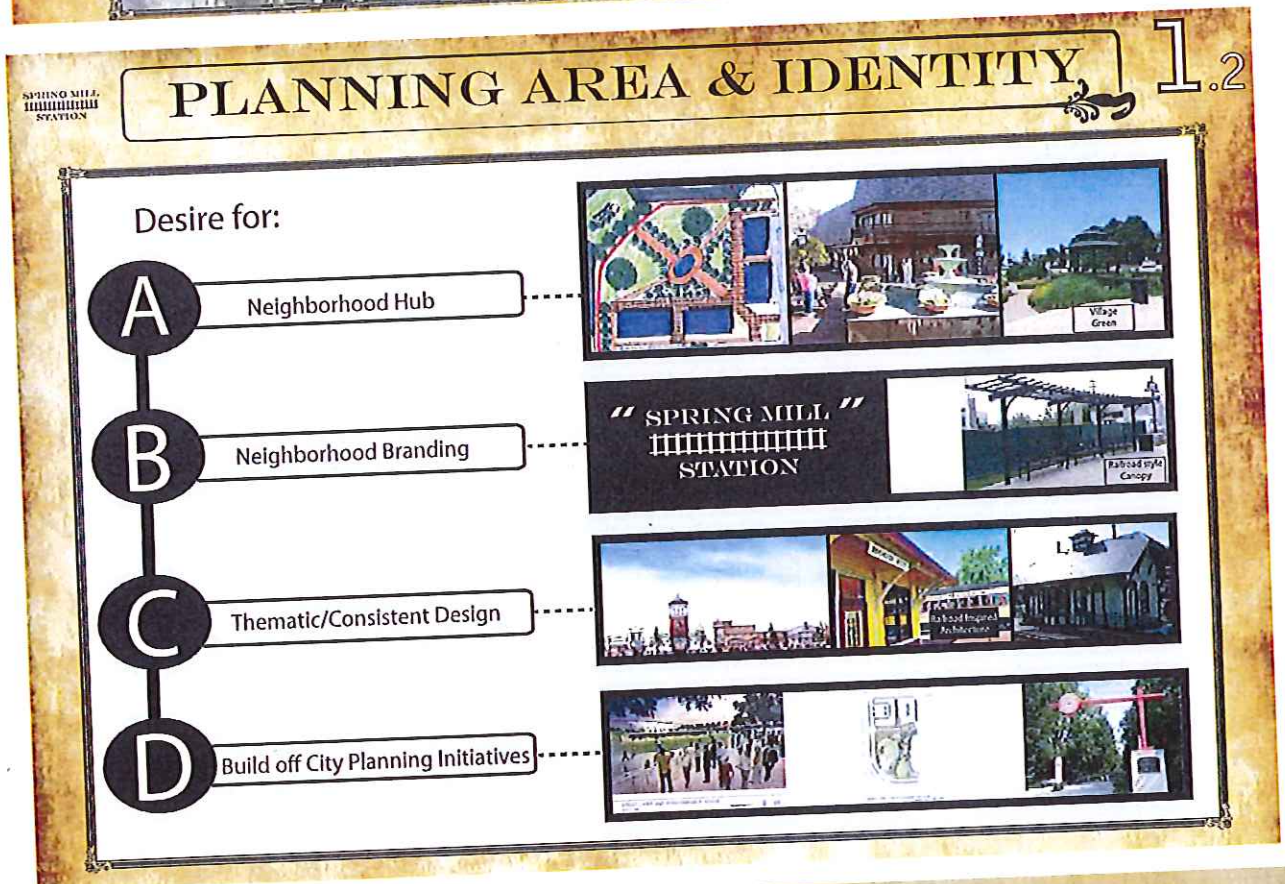 SPRING MILL
STATION
PLANNING AREA & IDENTITY
1.2
Desire for:
A
Neighborhood Hub
Village
Green
B
Neighborhood Branding
" SPRING MILL "
STATION
Railroad style
Canopy
C
Thematic/Consistent Design
Railroad Inspired
Architecture
D
Build off City Planning Initiatives